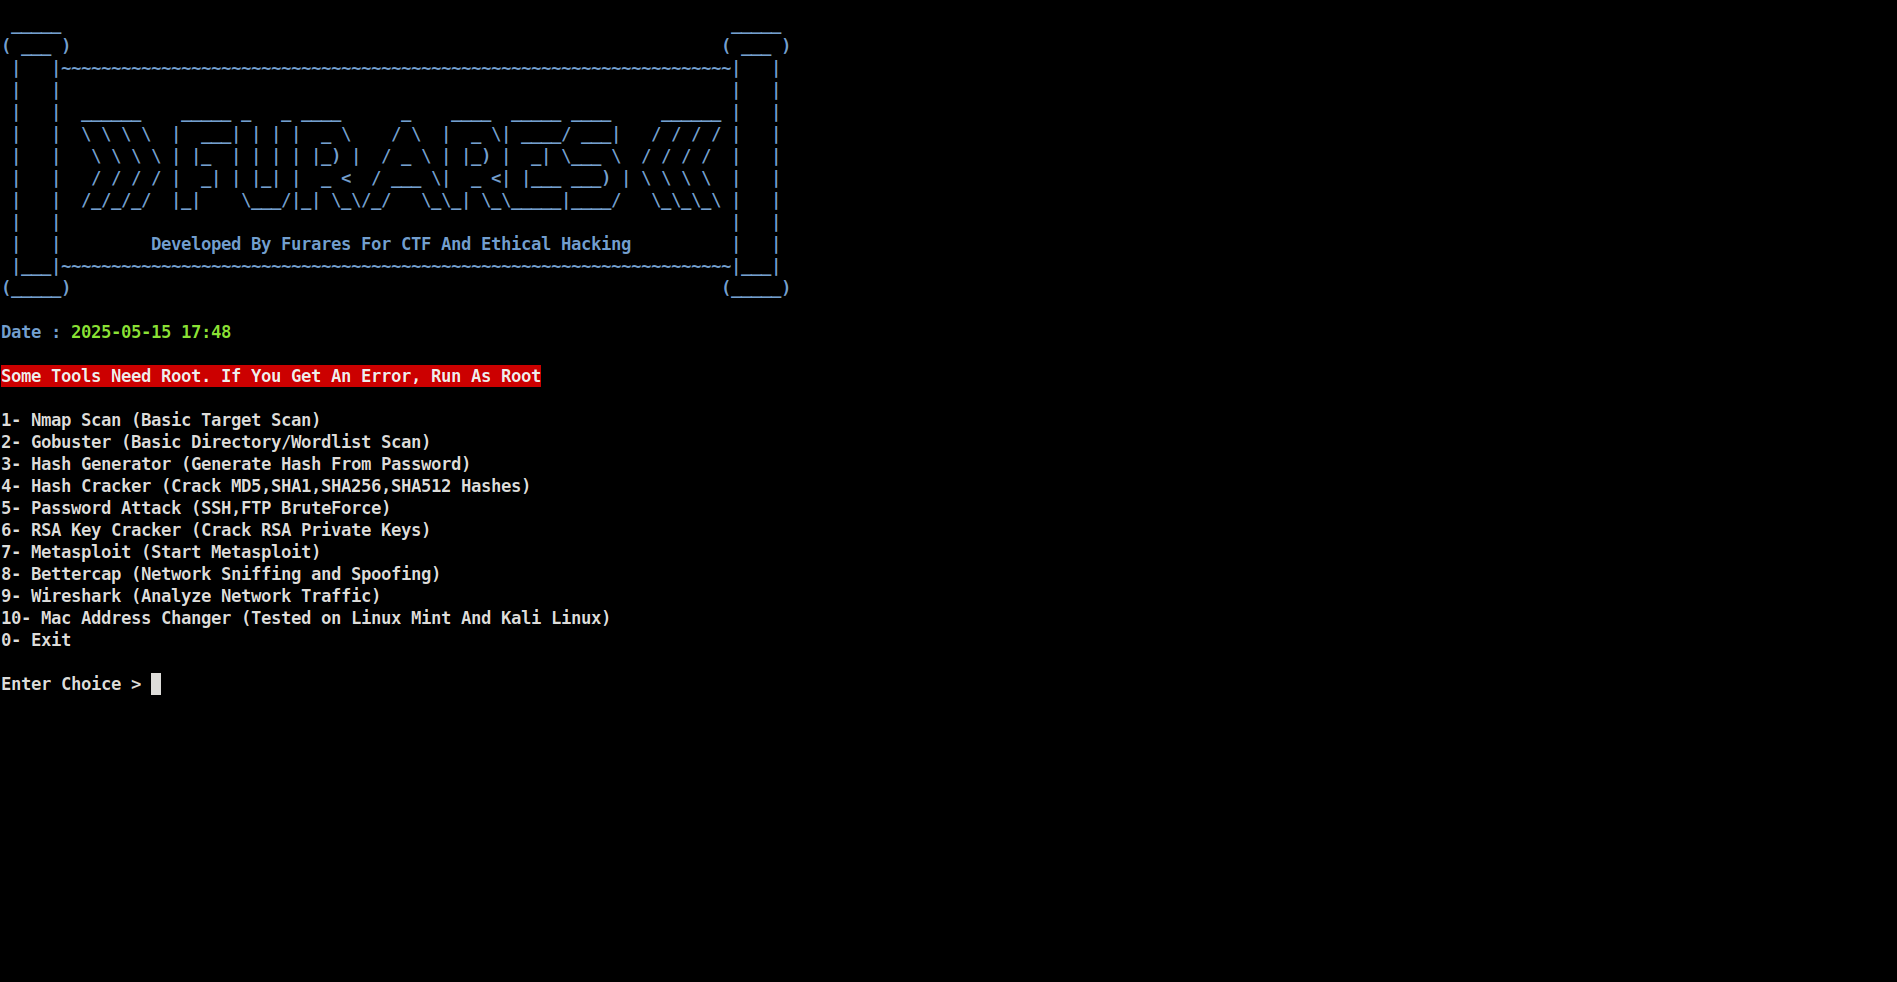 FURARES
Developed By Furares For CTF And Ethical Hacking
Date : 2025-05-15 17:48
Some Tools Need Root. If You Get An Error, Run As Root
1- Nmap Scan (Basic Target Scan)
2- Gobuster (Basic Directory/Wordlist Scan)
3- Hash Generator (Generate Hash From Password)
4- Hash Cracker (Crack MD5,SHA1,SHA256,SHA512 Hashes)
5- Password Attack (SSH,FTP BruteForce)
6- RSA Key Cracker (Crack RSA Private Keys)
7- Metasploit (Start Metasploit)
8- Bettercap (Network Sniffing and Spoofing)
9- Wireshark (Analyze Network Traffic)
10- Mac Address Changer (Tested on Linux Mint And Kali Linux)
0- Exit
Enter Choice >